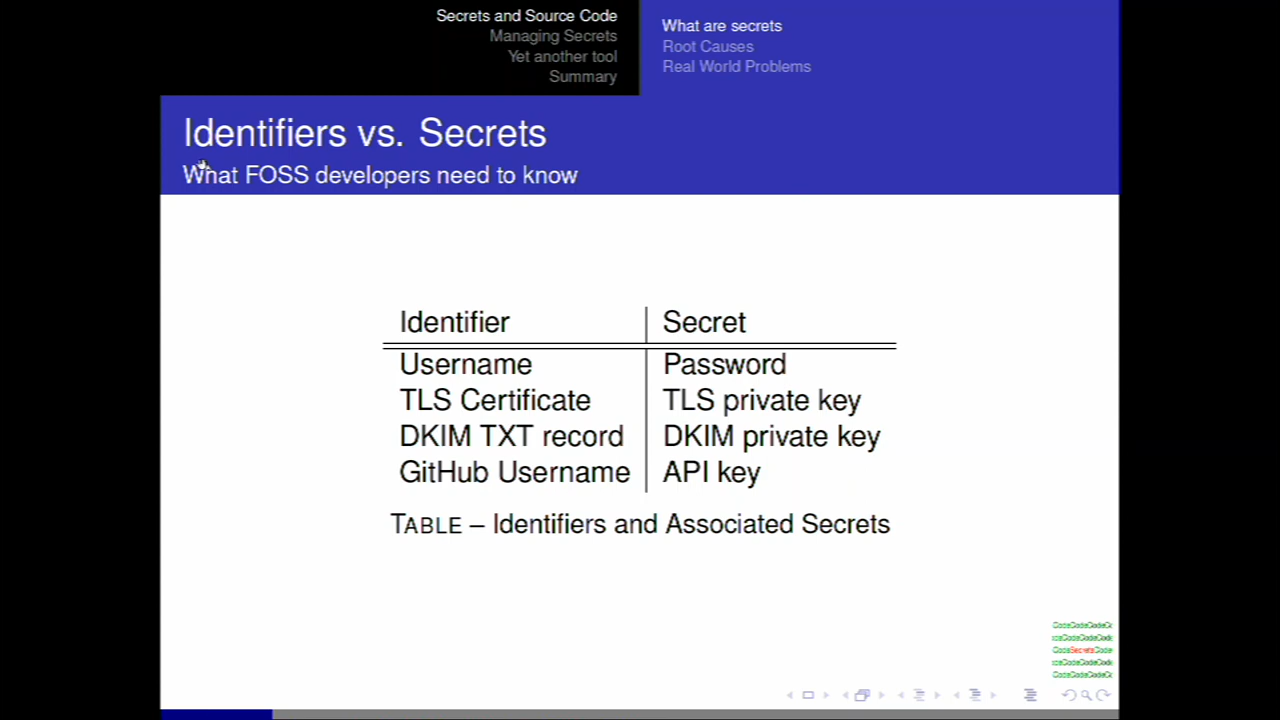 Secrets and Source Code
Managing Secrets
Yet another tool
Summary
What are secrets
Root Causes
Real World Problems
Identifiers vs. Secrets
What FOSS developers need to know
Identifier Secret
Username Password
TLS Certificate TLS private key
DKIM TXT record DKIM private key
GitHub Username API key
TABLE – Identifiers and Associated Secrets